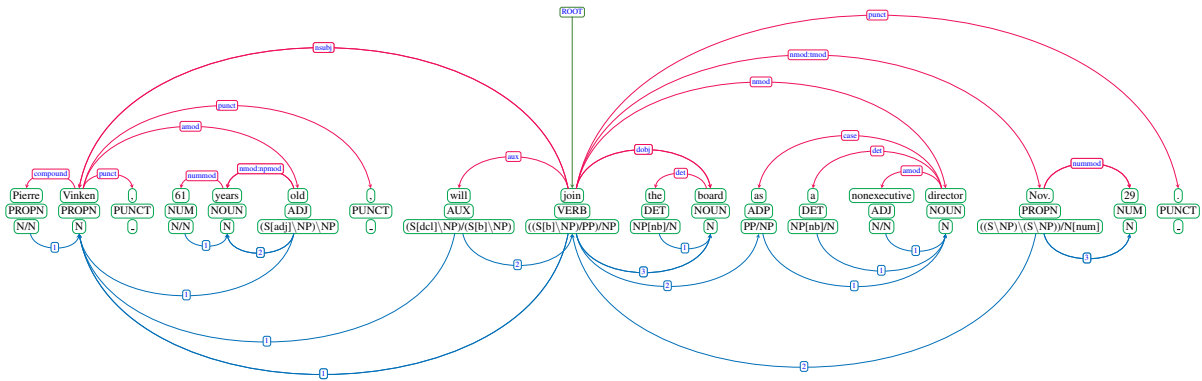 ROOT
punct
nsubj
nmod:tmod
nmod
punct
amod
case
aux
dobj
det
compound
punct
nummod
nmod:npmod
det
amod
nummod
Pierre Vinken , 61 years old , will join the board as a nonexecutive director Nov. 29 .
PROPN PROPN PUNCT NUM NOUN ADJ PUNCT AUX VERB DET NOUN ADP DET ADJ NOUN PROPN NUM PUNCT
N/N N _ N/N N (S[adj]\NP)\NP _ (S[dcl]\NP)/(S[b]\NP) ((S[b]\NP)/PP)/NP NP[nb]/N N PP/NP NP[nb]/N N/N N ((S\NP)\(S\NP))/N[num] N _
1 1 2 1 1
2 3 1 3
2 1
1
1
2
1